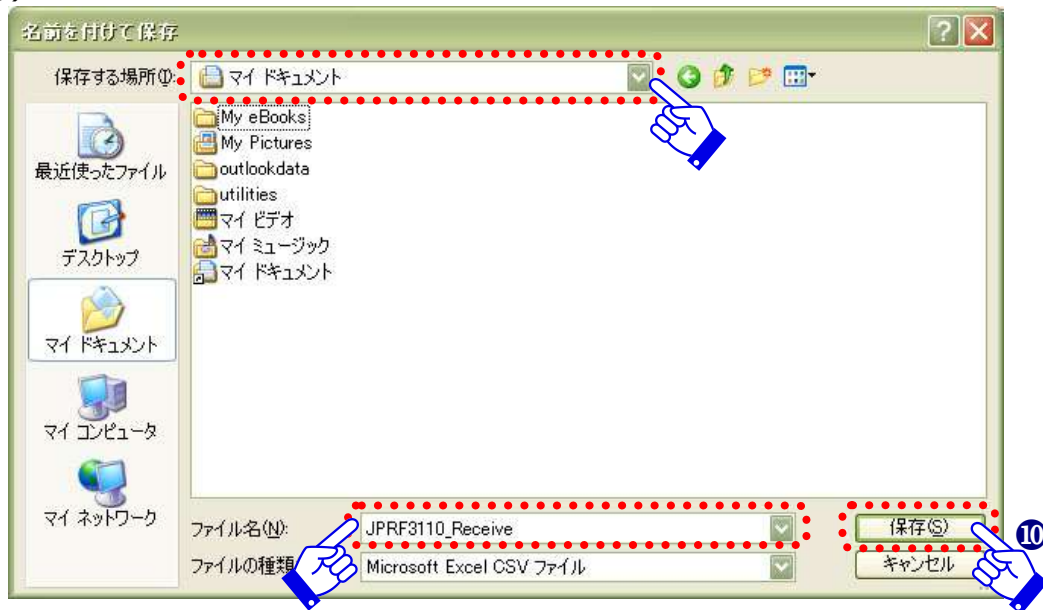 名前を付けて保存
保存する場所(I):
マイ ドキュメント
最近使ったファイル
デスクトップ
マイ ドキュメント
マイ コンピュータ
マイ ネットワーク
My eBooks
My Pictures
outlookdata
utilities
マイ ビデオ
マイ ミュージック
マイ ドキュメント
ファイル名(N):
JPRF3110_Receive
保存(S)
❿
ファイルの種類
Microsoft Excel CSV ファイル
キャンセル